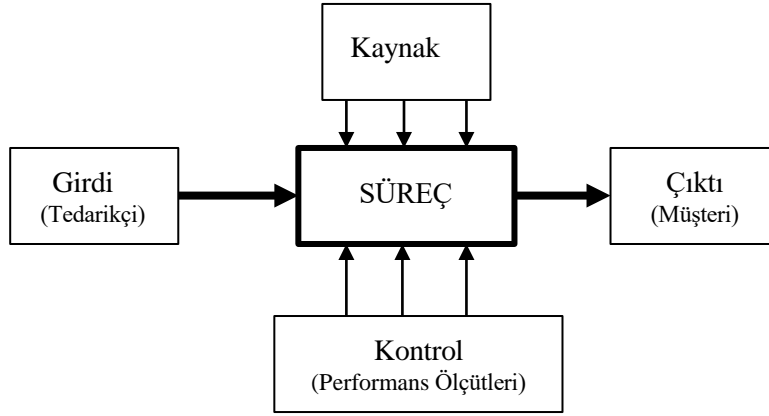 Kaynak
Girdi
(Tedarikçi)
SÜREÇ
Çıktı
(Müşteri)
Kontrol
(Performans Ölçütleri)